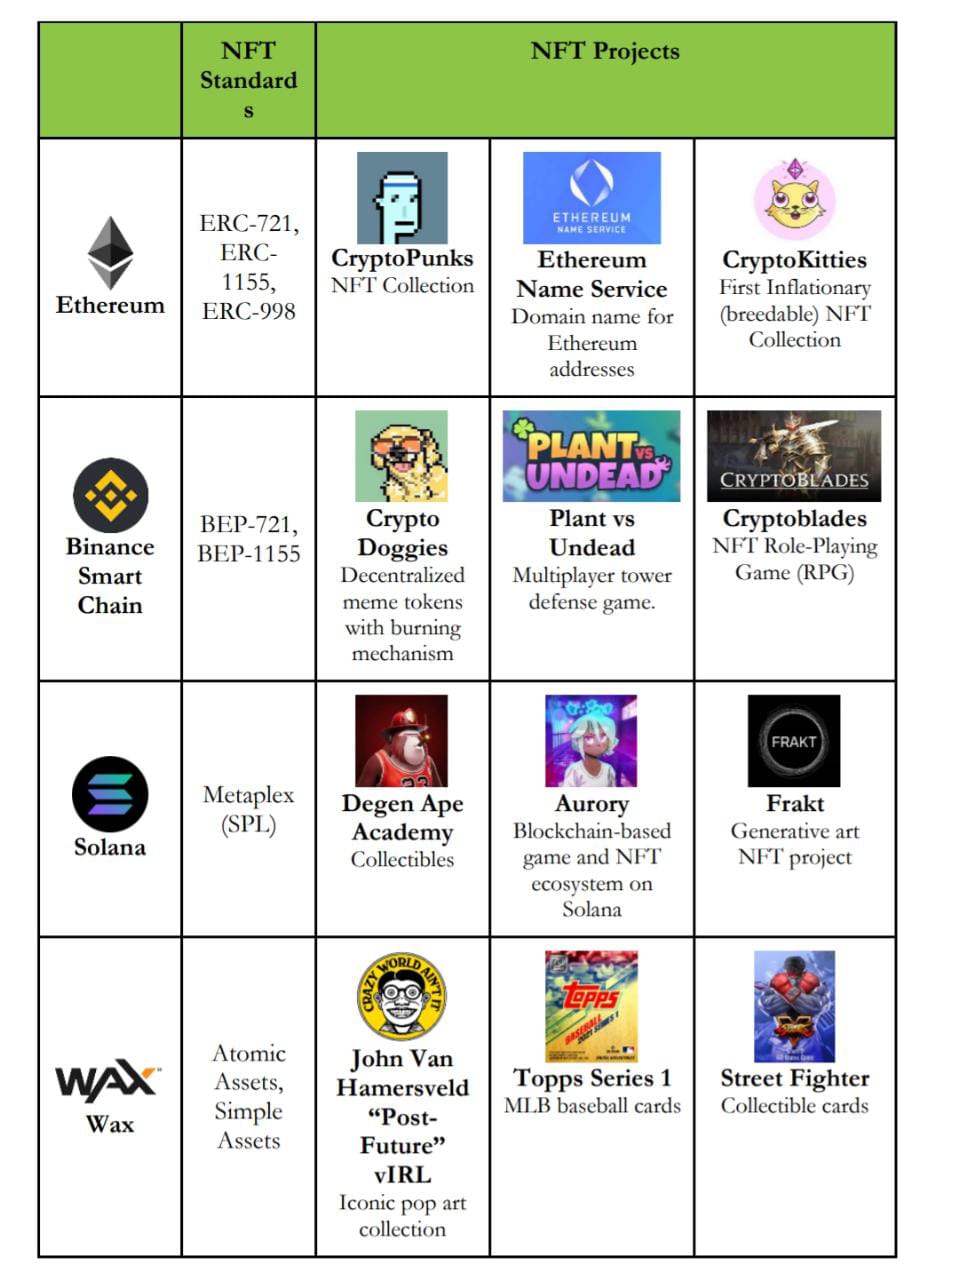 NFT
Standard
s
NFT Projects
Ethereum
ERC-721,
ERC-
1155,
ERC-998
CryptoPunks
NFT Collection
ETHEREUM
NAME SERVICE
Ethereum
Name Service
Domain name for
Ethereum
addresses
CryptoKitties
First Inflationary
(breedable) NFT
Collection
Binance
Smart
Chain
BEP-721,
BEP-1155
Crypto
Doggies
Decentralized
meme tokens
with burning
mechanism
PLANT VS
UNDEAD
Plant vs
Undead
Multiplayer tower
defense game.
CRYPTOBLADES
Cryptoblades
NFT Role-Playing
Game (RPG)
Solana
Metaplex
(SPL)
23
Degen Ape
Academy
Collectibles
Aurory
Blockchain-based
game and NFT
ecosystem on
Solana
FRAKT
Frakt
Generative art
NFT project
WAX
Wax
Atomic
Assets,
Simple
Assets
CRAZY WORLD AIN'T IT
John Van
Hamersveld
“Post-
Future”
vIRL
Iconic pop art
collection
Topps
BASEBALL
2021 SERIES 1
Topps Series 1
MLB baseball cards
V
Street Fighter
Collectible cards